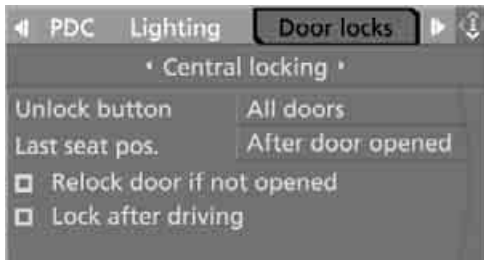 PDC Lighting Door locks
Central locking
Unlock button All doors
Last seat pos. After door opened
Relock door if not opened
Lock after driving